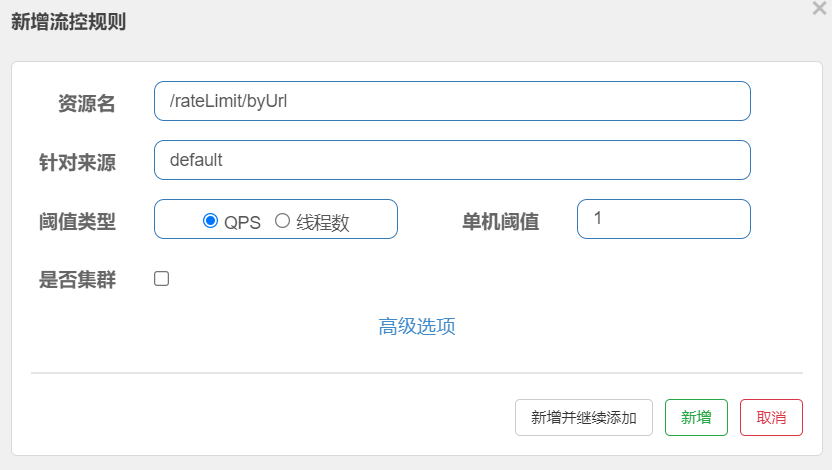 新增流控规则 ×
资源名 /rateLimit/byUrl
针对来源 default
阈值类型 QPS 线程数 单机阈值 1
是否集群
高级选项
新增并继续添加 新增 取消